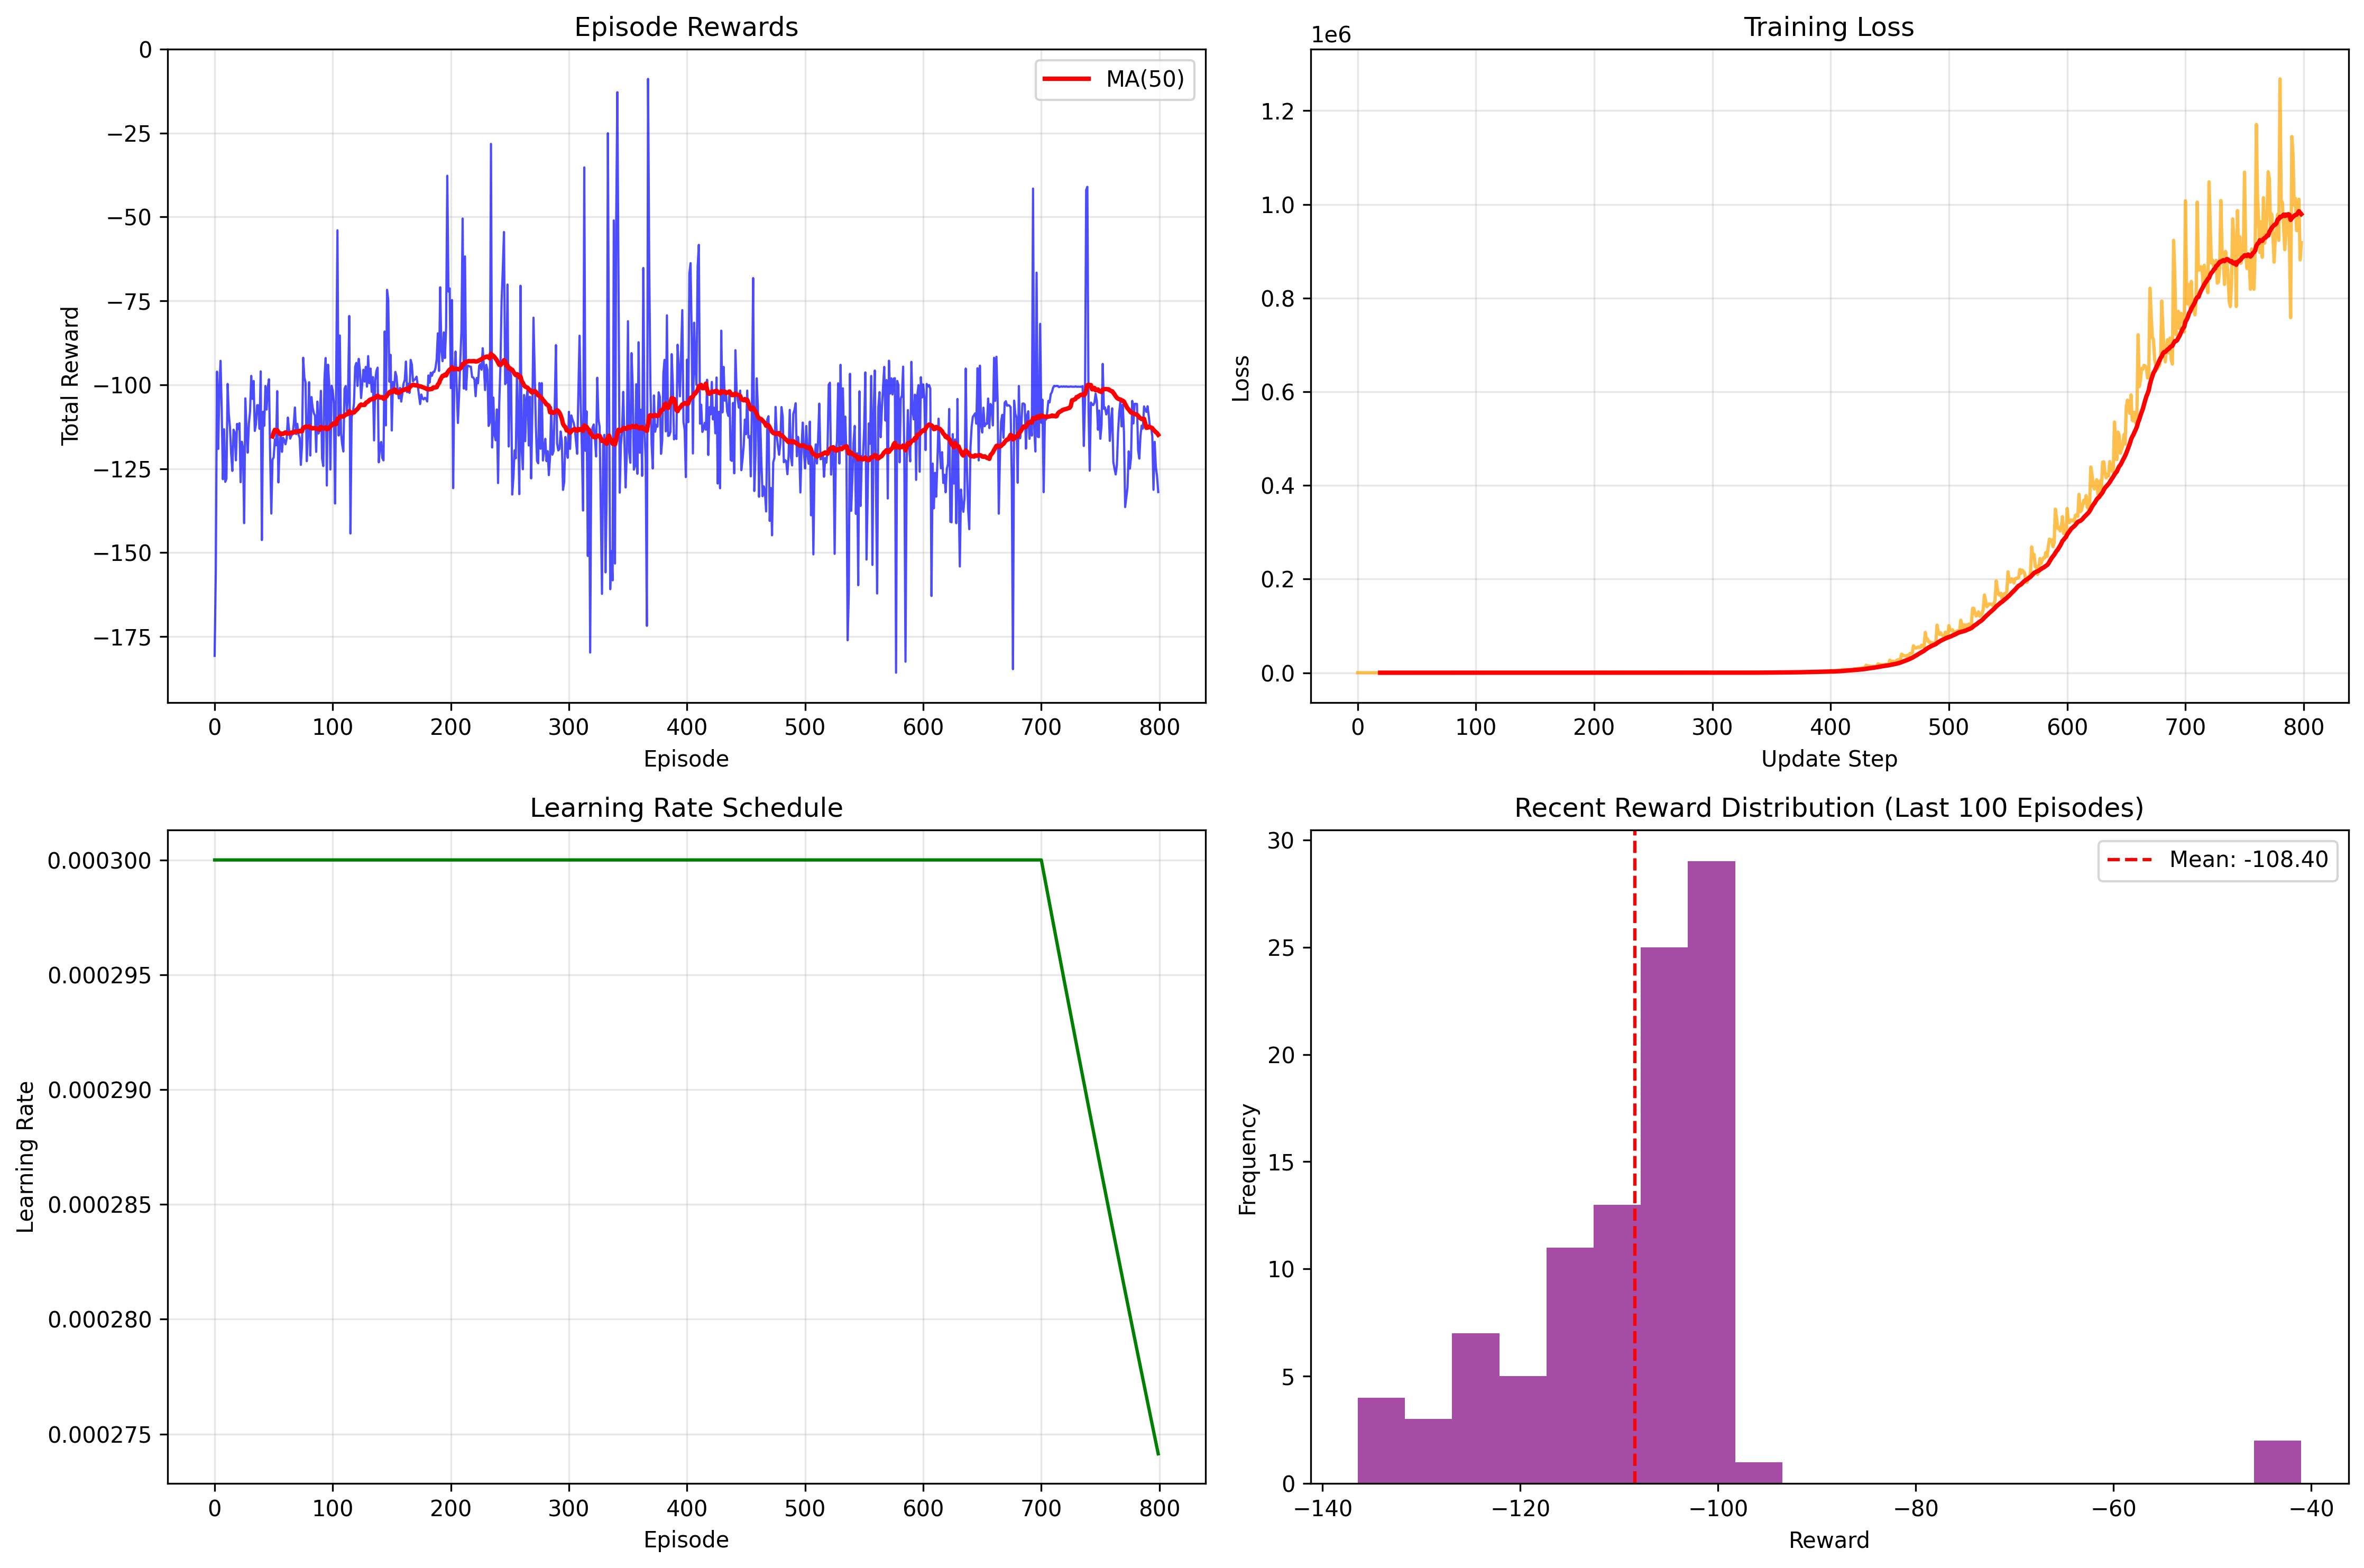 Episode Rewards
0
−25
−50
−75
−100
−125
−150
−175
Total Reward
MA(50)
0 100 200 300 400 500 600 700 800
Episode
Training Loss
1e6
1.2
1.0
0.8
0.6
0.4
0.2
0.0
Loss
0 100 200 300 400 500 600 700 800
Update Step
Learning Rate Schedule
0.000300
0.000295
0.000290
0.000285
0.000280
0.000275
Learning Rate
0 100 200 300 400 500 600 700 800
Episode
Recent Reward Distribution (Last 100 Episodes)
30
25
20
15
10
5
0
Frequency
Mean: -108.40
−140 −120 −100 −80 −60 −40
Reward